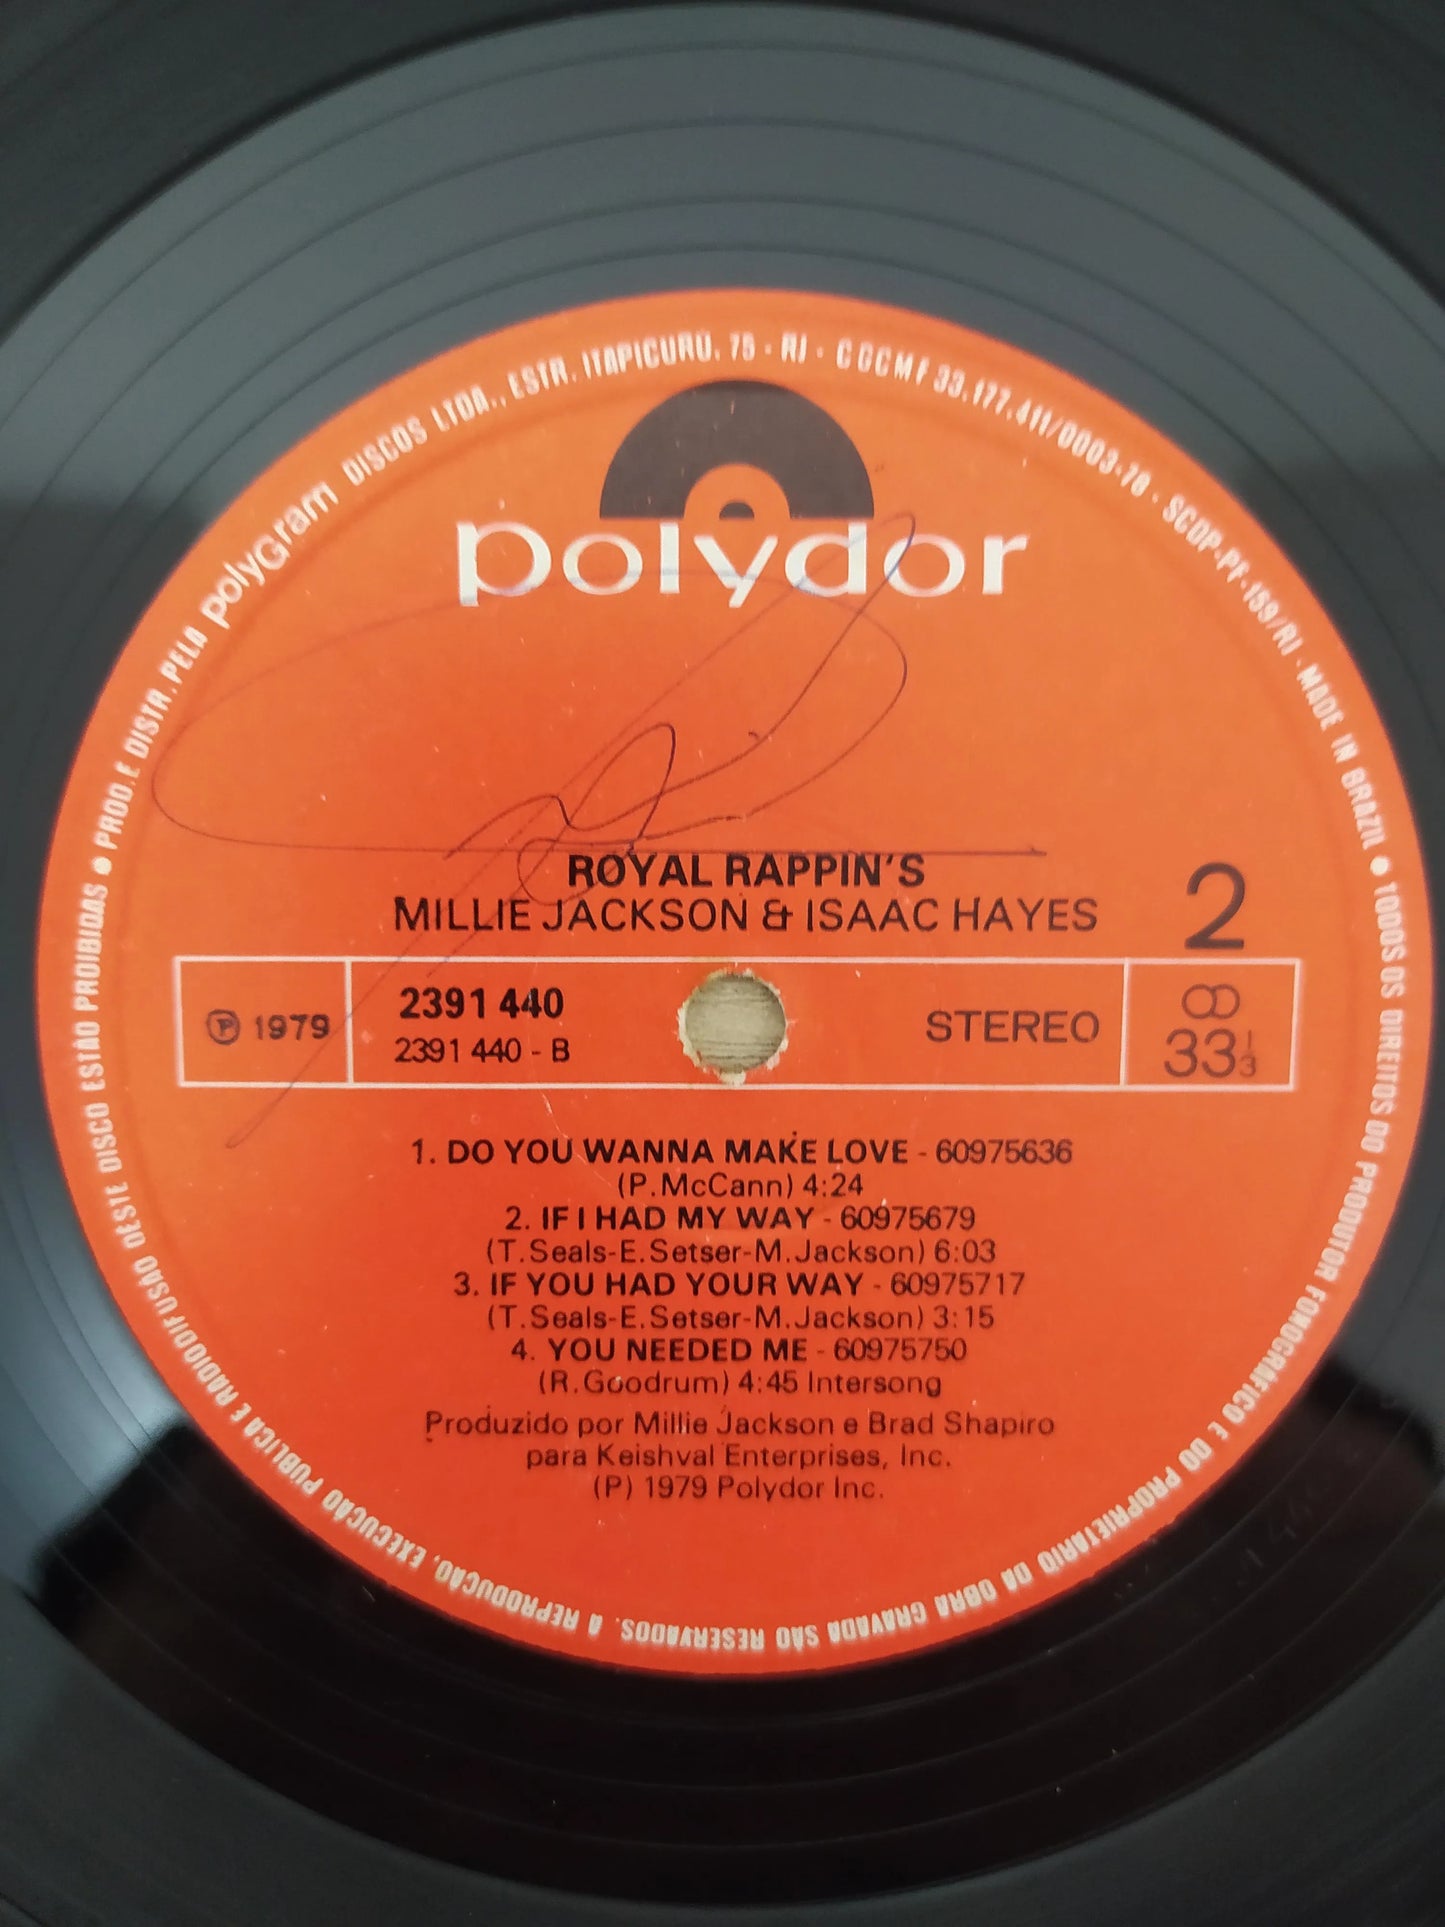 PROD. E DISTR. PELA polyGram DISCOS LTDA., ESTR. ITAPICURU, 75 - RJ - CGCMF 33.177.411/0003-78 - SCDP-PF-159/RJ - MADE IN BRAZIL ● TODOS OS DIREITOS DO PRODUTOR FONOGRÁFICO E DO PROPRIETÁRIO DA OBRA GRAVADA SÃO RESERVADOS. A REPRODUÇÃO, EXECUÇÃO PÚBLICA E RADIODIFUSÃO DESTE DISCO ESTÃO PROIBIDAS ●
polydor
ROYAL RAPPIN'S
MILLIE JACKSON & ISAAC HAYES
2
Ⓟ 1979
2391 440
2391 440 - B
STEREO
33 1/3
1. DO YOU WANNA MAKE LOVE - 60975636
(P.McCann) 4:24
2. IF I HAD MY WAY - 60975679
(T.Seals-E.Setser-M.Jackson) 6:03
3. IF YOU HAD YOUR WAY - 60975717
(T.Seals-E.Setser-M.Jackson) 3:15
4. YOU NEEDED ME - 60975750
(R.Goodrum) 4:45 Intersong
Produzido por Millie Jackson e Brad Shapiro
para Keishval Enterprises, Inc.
(P) 1979 Polydor Inc.